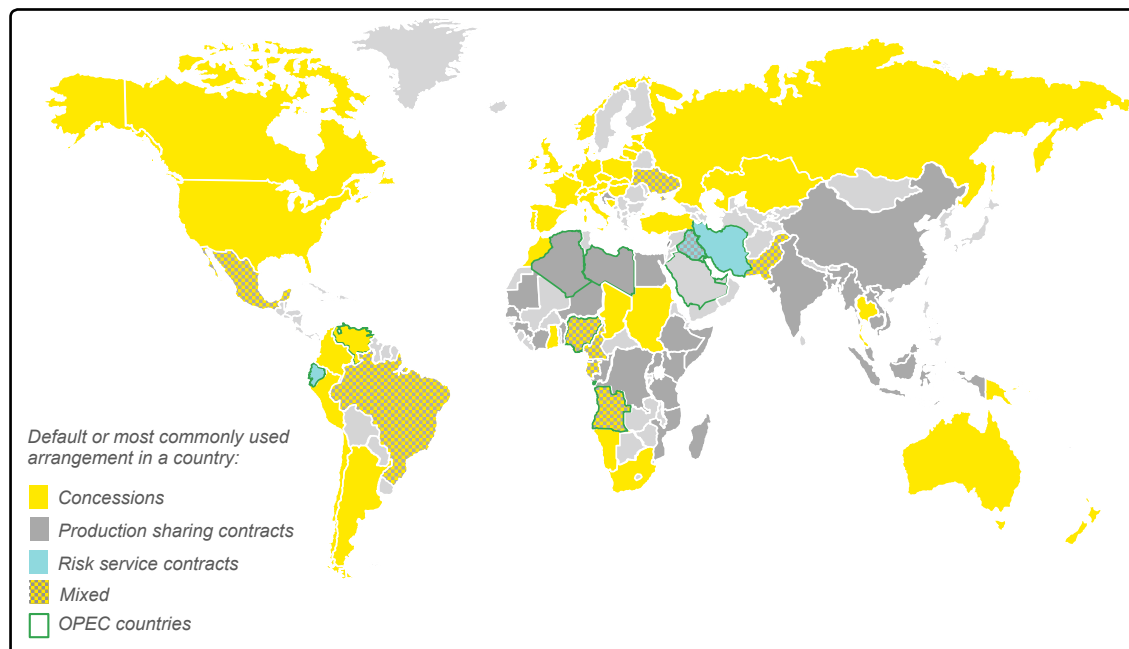 Default or most commonly used
arrangement in a country:
Concessions
Production sharing contracts
Risk service contracts
Mixed
OPEC countries